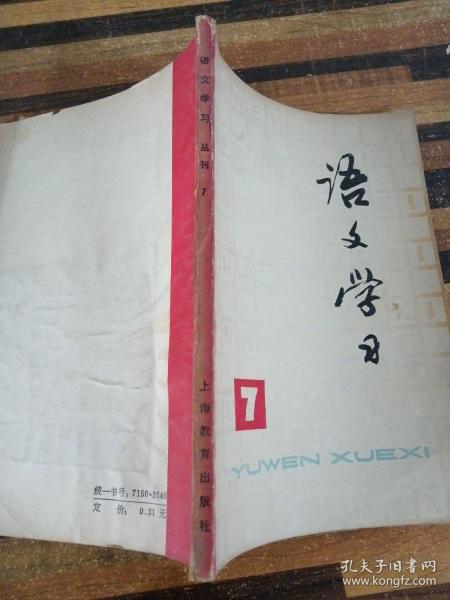 语文学习
7
YUWEN XUEXI
语文学习 丛刊 7
上海教育出版社
统一书号：7150·2046
定 价： 0.31 元
孔夫子旧书网
www.kongfz.com